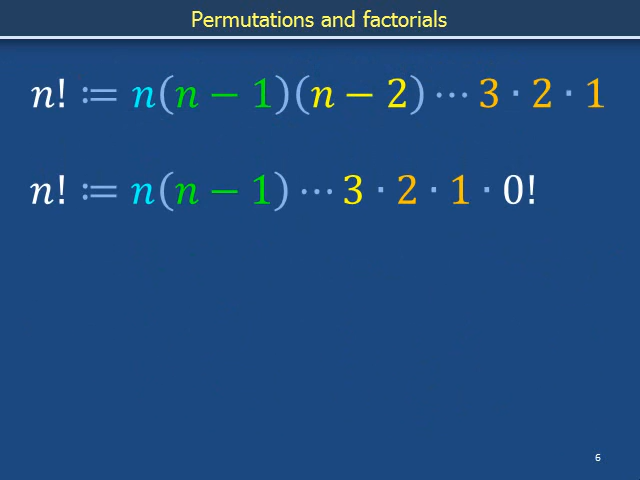 Permutations and factorials
n! ≔ n(n − 1)(n − 2) ⋯ 3 · 2 · 1
n! ≔ n(n − 1) ⋯ 3 · 2 · 1 · 0!
6